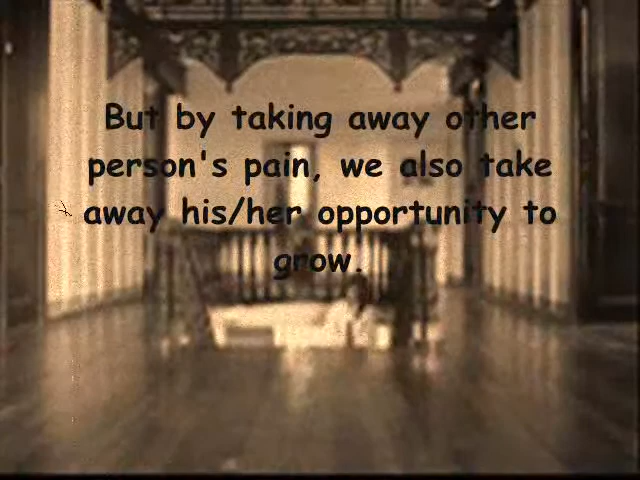 But by taking away other
person's pain, we also take
away his/her opportunity to
grow.